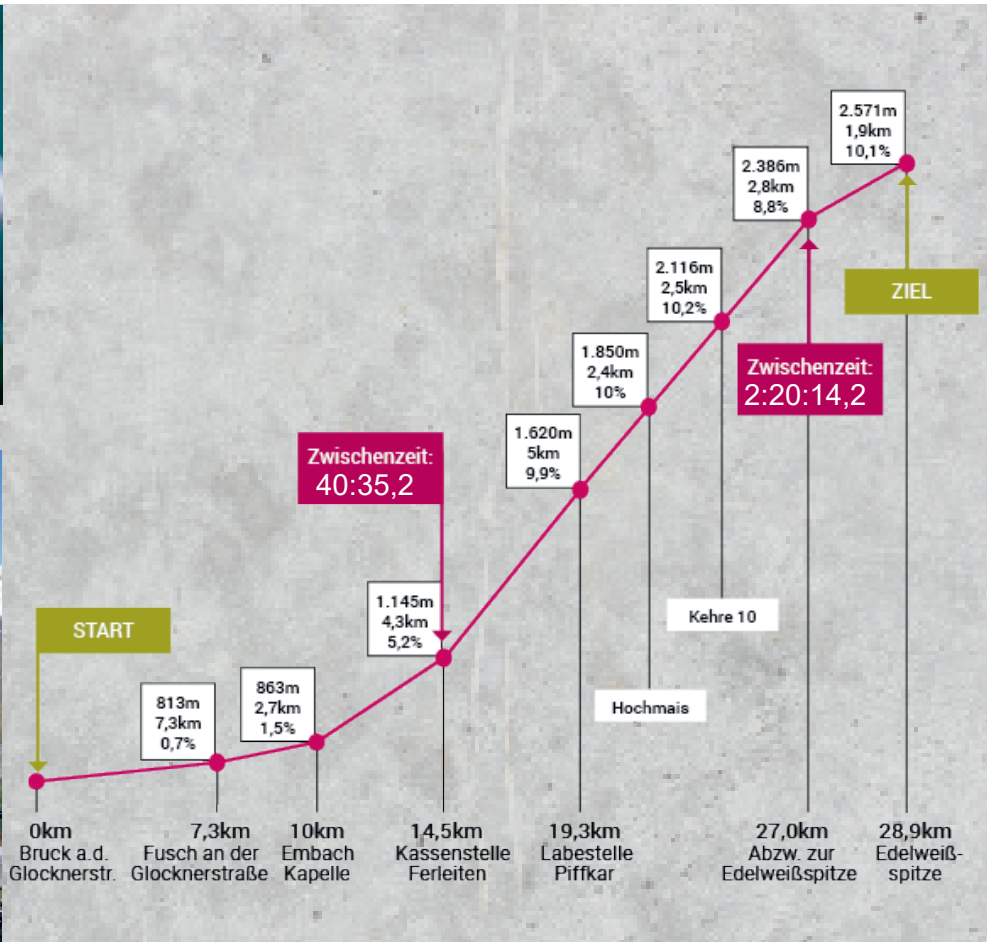 2.571m
1,9km
10,1%
2.386m
2,8km
8,8%
ZIEL
2.116m
2,5km
10,2%
1.850m
2,4km
10%
Zwischenzeit:
2:20:14,2
1.620m
5km
9,9%
Zwischenzeit:
40:35,2
1.145m
4,3km
5,2%
START
Kehre 10
863m
2,7km
1,5%
813m
7,3km
0,7%
Hochmais
0km
Bruck a.d.
Glocknerstr.
7,3km
Fusch an der
Glocknerstraße
10km
Embach
Kapelle
14,5km
Kassenstelle
Ferleiten
19,3km
Labestelle
Piffkar
27,0km
Abzw. zur
Edelweißspitze
28,9km
Edelweiß-
spitze